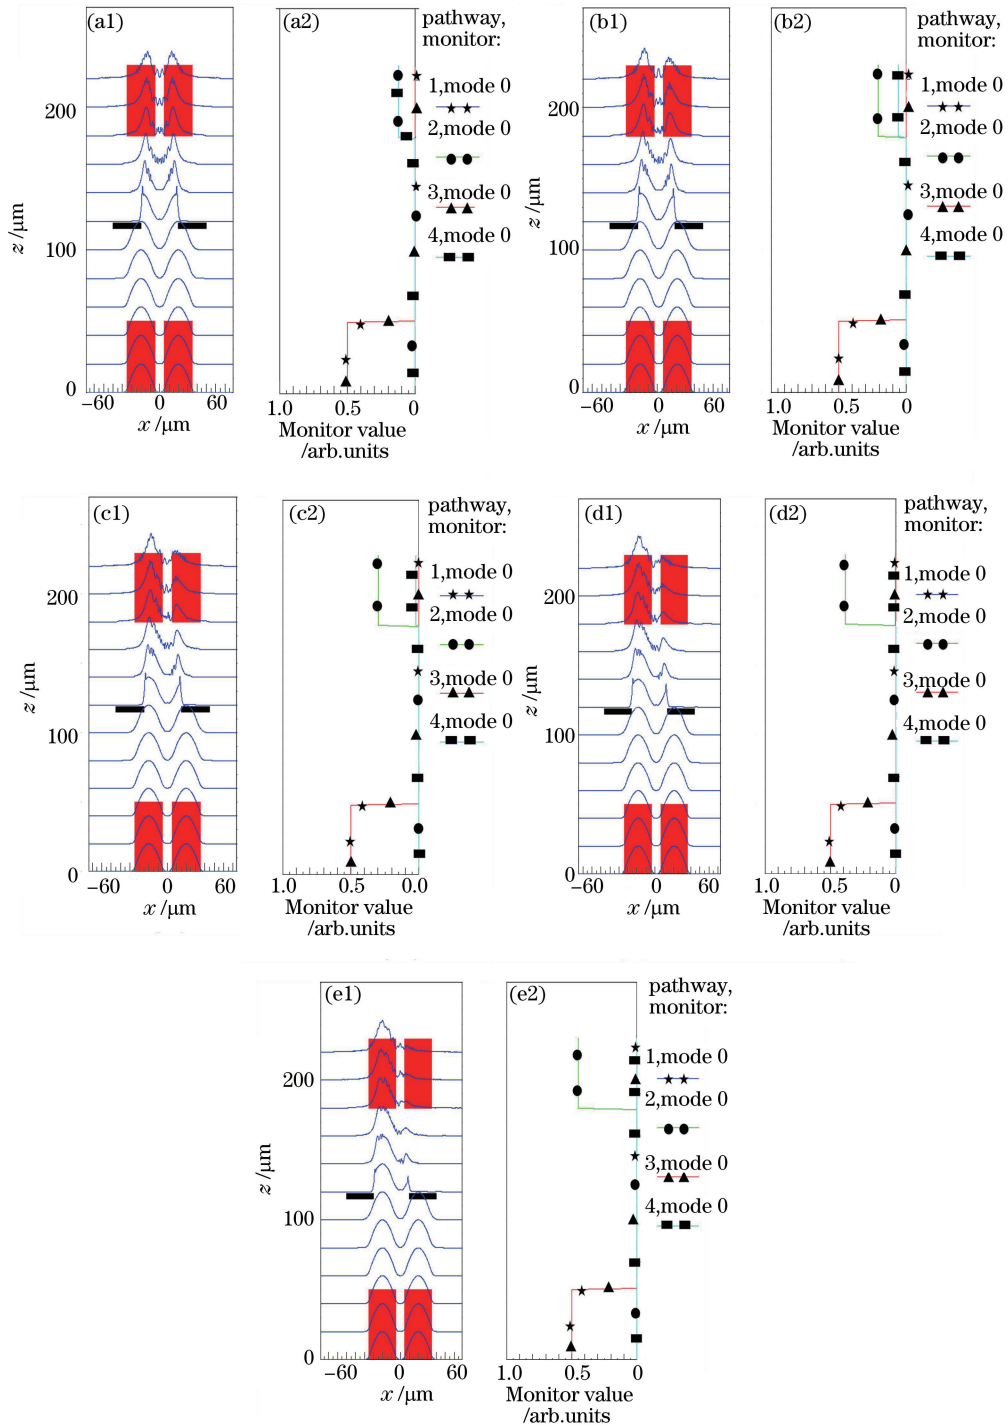 (a1)
z /μm
200
100
0
−60 0 60
x /μm
(a2)
1.0 0.5 0
Monitor value
/arb.units
pathway,
monitor:
1,mode 0
2,mode 0
3,mode 0
4,mode 0
(b1)
z /μm
200
100
0
−60 0 60
x /μm
(b2)
1.0 0.5 0
Monitor value
/arb.units
pathway,
monitor:
1,mode 0
2,mode 0
3,mode 0
4,mode 0
(c1)
z /μm
200
100
0
−60 0 60
x /μm
(c2)
1.0 0.5 0.0
Monitor value
/arb.units
pathway,
monitor:
1,mode 0
2,mode 0
3,mode 0
4,mode 0
(d1)
z /μm
200
100
0
−60 0 60
x /μm
(d2)
1.0 0.5 0
Monitor value
/arb.units
pathway,
monitor:
1,mode 0
2,mode 0
3,mode 0
4,mode 0
(e1)
z /μm
200
100
0
−60 0 60
x /μm
(e2)
1.0 0.5 0
Monitor value
/arb.units
pathway,
monitor:
1,mode 0
2,mode 0
3,mode 0
4,mode 0